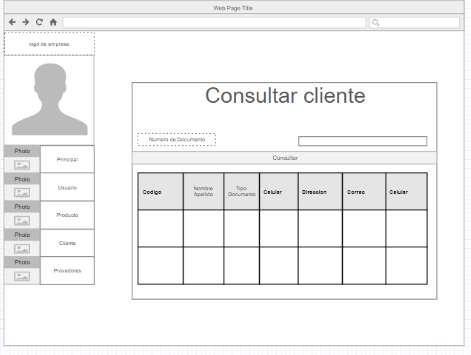 Web Page Title
logo de empresa
Photo
Principal
Photo
Usuario
Photo
Producto
Photo
Cliente
Photo
Provedores
Consultar cliente
Numero de Documento
Consultar
Codigo
Nombre
Apellido
Tipo
Documento
Celular
Direccion
Correo
Celular